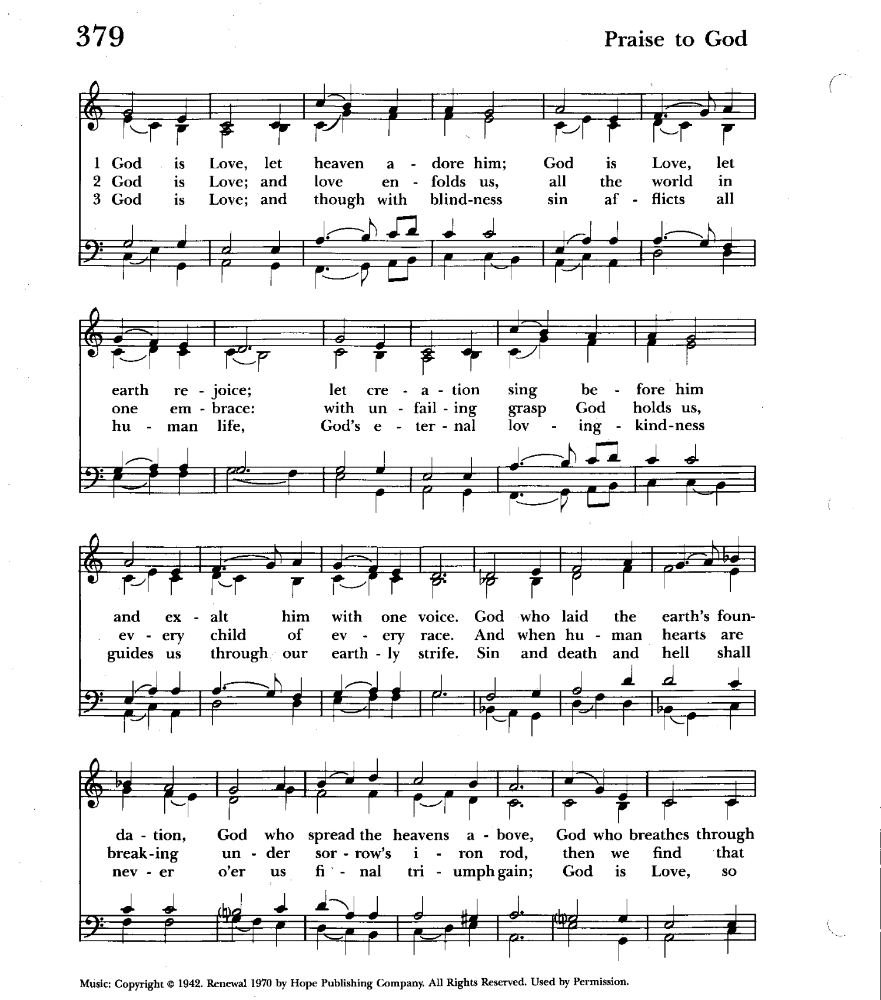 379 Praise to God
1 God is Love, let heaven a - dore him; God is Love, let
2 God is Love; and love en - folds us, all the world in
3 God is Love; and though with blind-ness sin af - flicts all
earth re - joice; let cre - a - tion sing be - fore him
one em - brace: with un - fail - ing grasp God holds us,
hu - man life, God's e - ter - nal lov - ing - kind-ness
and ex - alt him with one voice. God who laid the earth's foun-
ev - ery child of ev - ery race. And when hu - man hearts are
guides us through our earth - ly strife. Sin and death and hell shall
da - tion, God who spread the heavens a - bove, God who breathes through
break-ing un - der sor - row's i - ron rod, then we find that
nev - er o'er us fi - nal tri - umph gain; God is Love, so
Music: Copyright © 1942. Renewal 1970 by Hope Publishing Company. All Rights Reserved. Used by Permission.